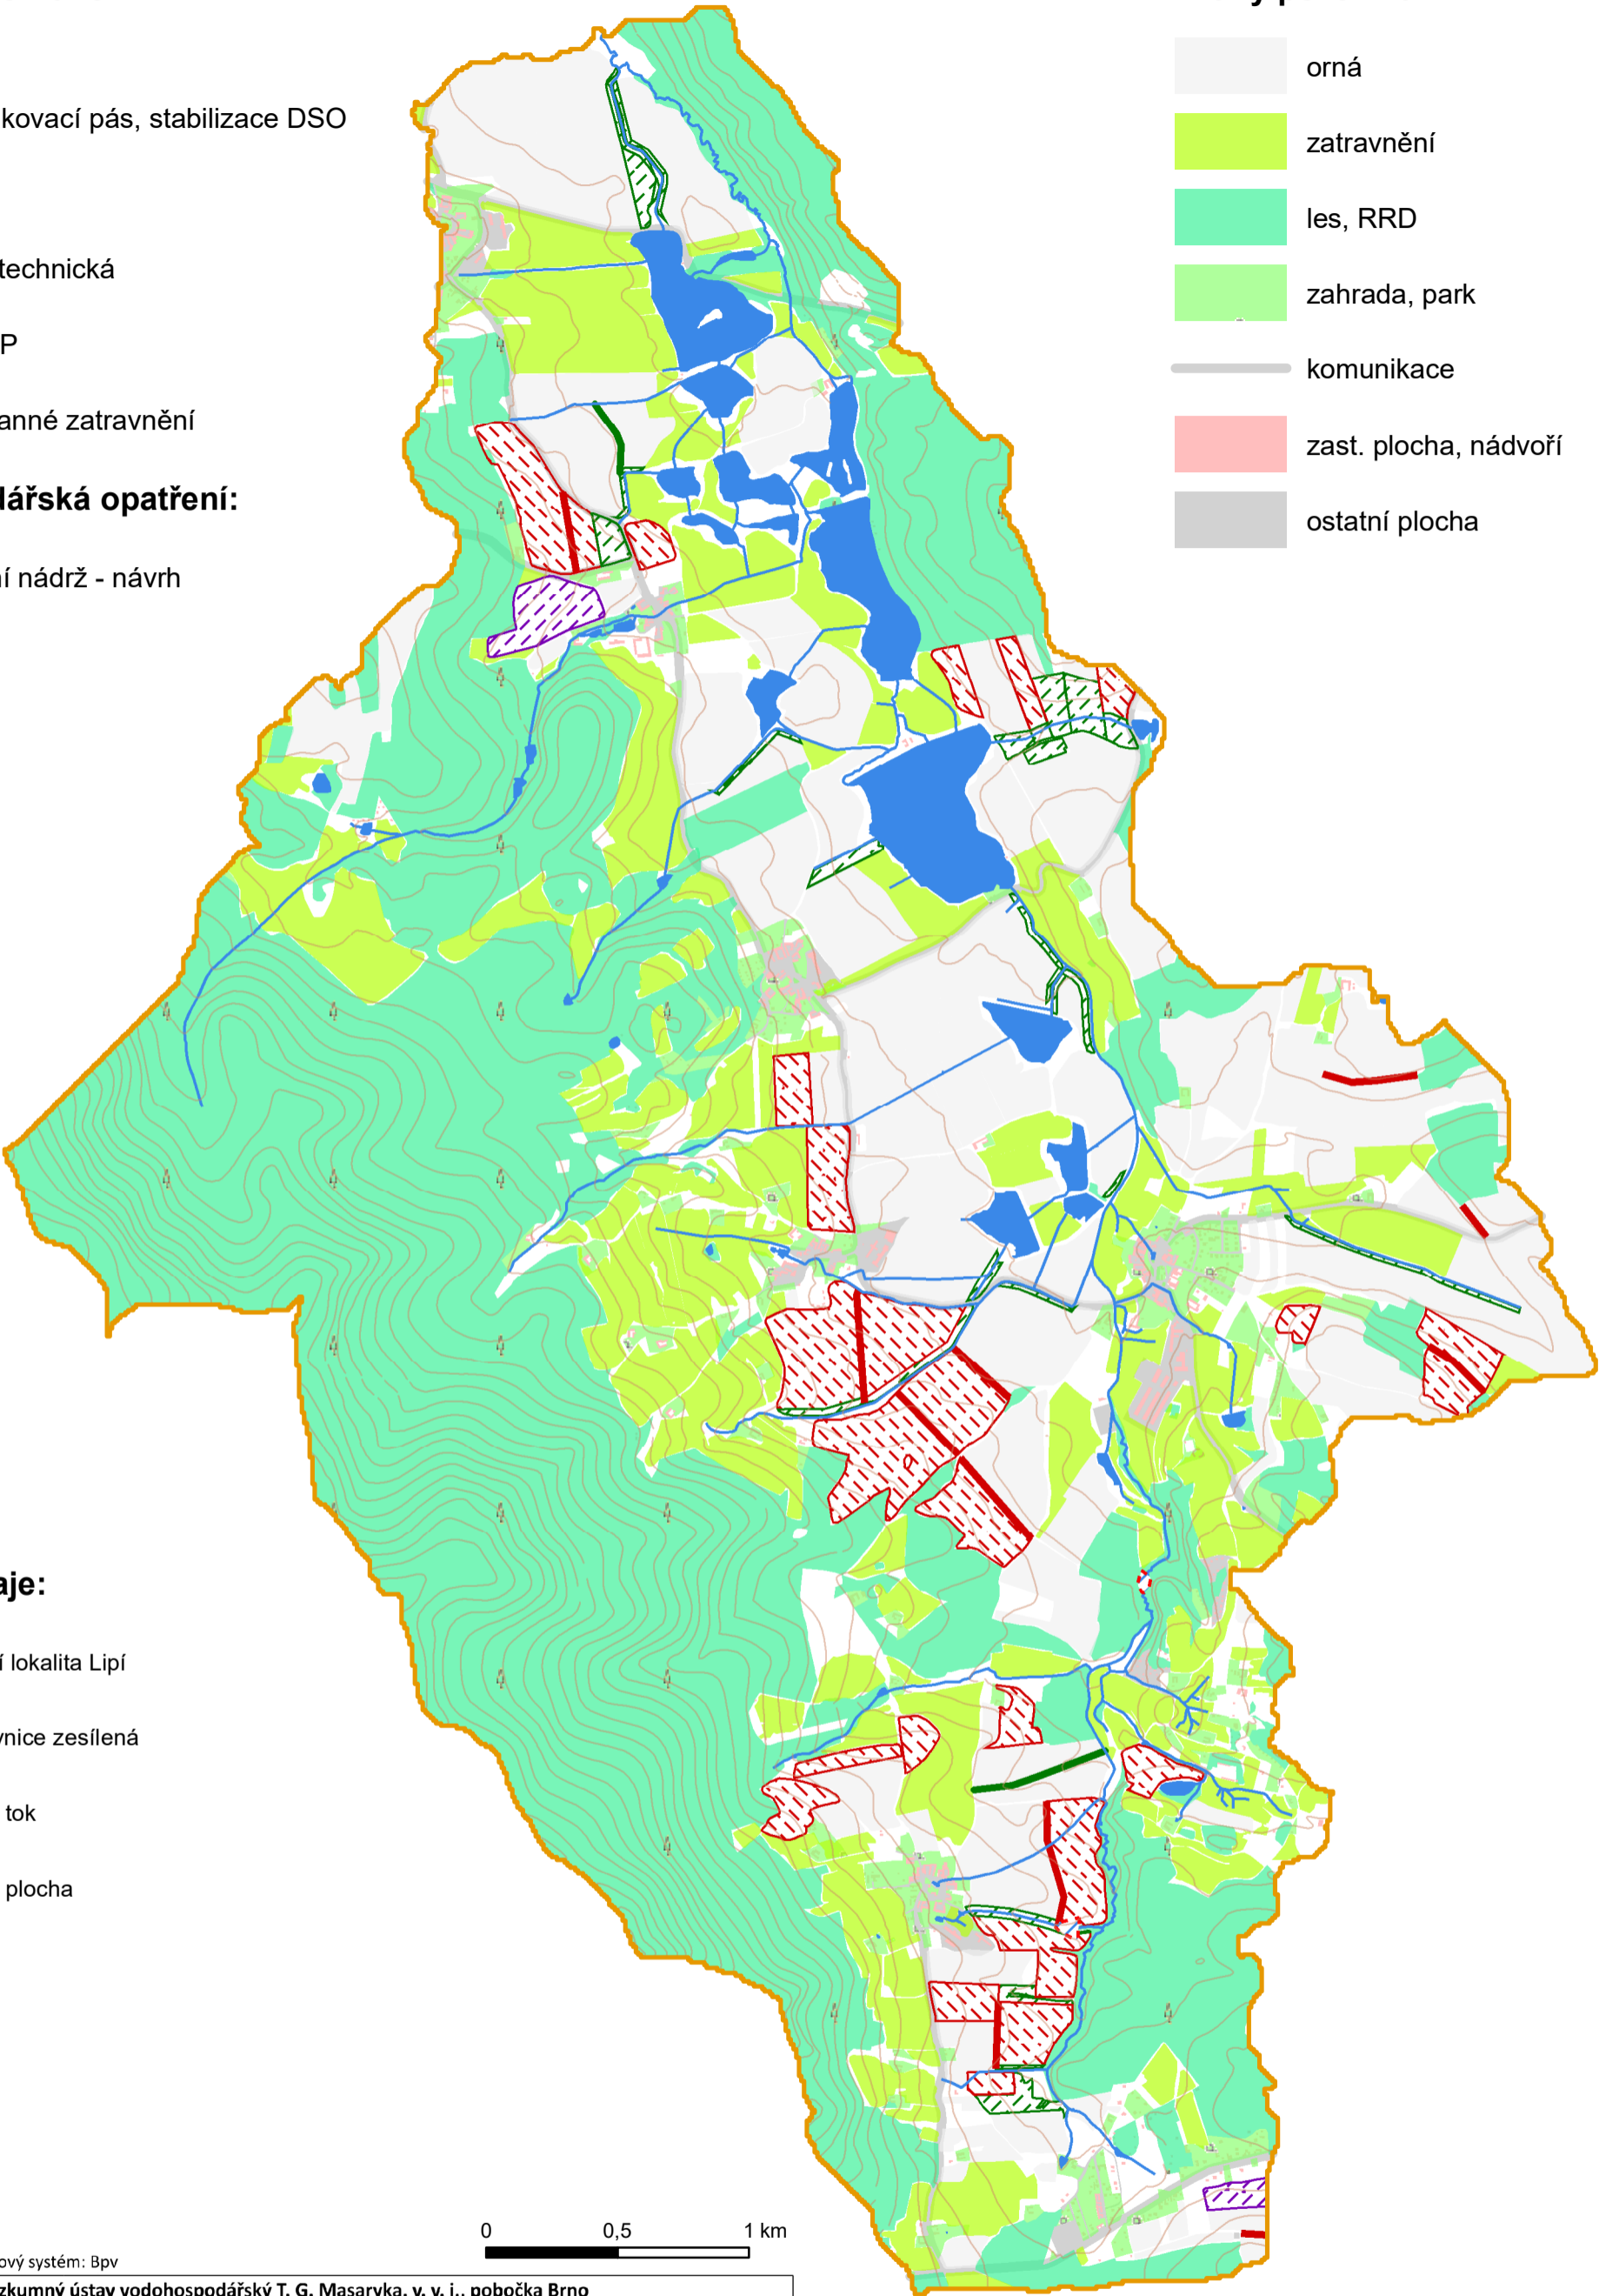 kovací pás, stabilizace DSO
technická
P
anné zatravnění
dářská opatření:
í nádrž - návrh
orná
zatravnění
les, RRD
zahrada, park
komunikace
zast. plocha, nádvoří
ostatní plocha
aje:
í lokalita Lipí
vnice zesílená
tok
plocha
0 0,5 1 km
ový systém: Bpv
zkumný ústav vodohospodářský T. G. Masaryka, v. v. i., pobočka Brno